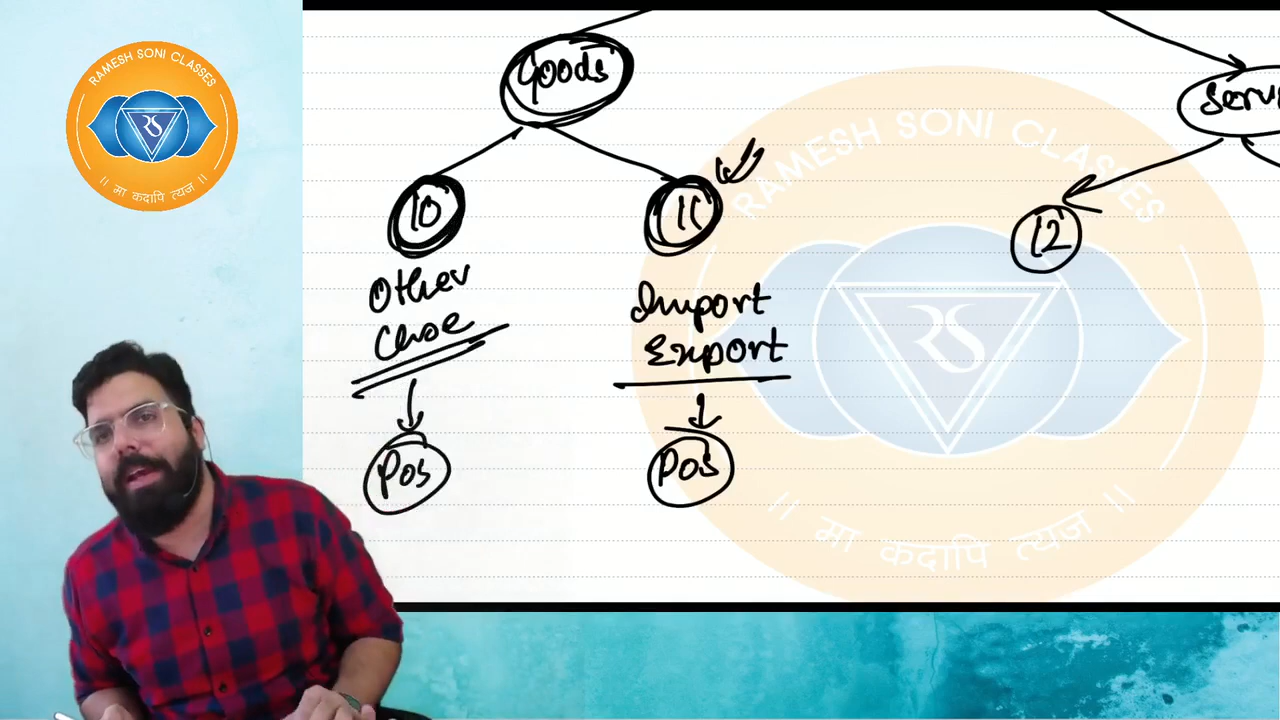 RAMESH SONI CLASSES
RS
|| मा कदापि त्यज ||
Goods
Servi
10
11
12
Other
Case
Import
Export
POS
POS
RAMESH SONI CLASSES
RS
|| मा कदापि त्यज ||